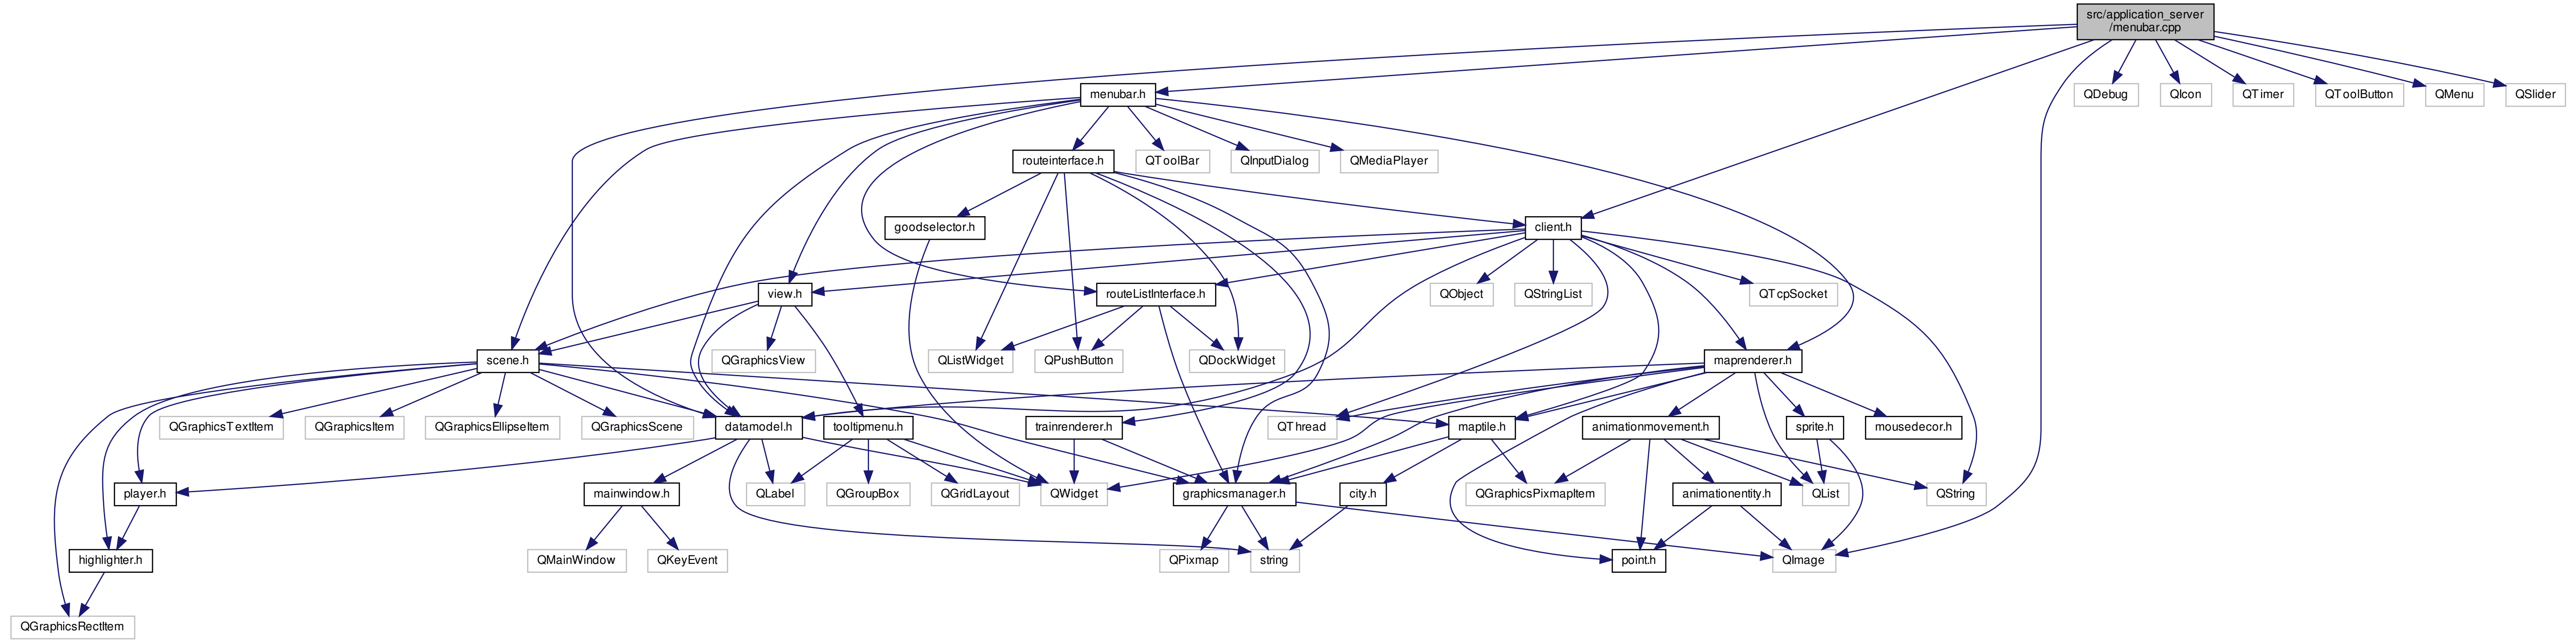 src/application_server
/menubar.cpp
menubar.h
QDebug
QIcon
QTimer
QToolButton
QMenu
QSlider
routeinterface.h
QToolBar
QInputDialog
QMediaPlayer
goodselector.h
client.h
view.h
routeListInterface.h
QObject
QStringList
QTcpSocket
scene.h
QGraphicsView
QListWidget
QPushButton
QDockWidget
maprenderer.h
QGraphicsTextItem
QGraphicsItem
QGraphicsEllipseItem
QGraphicsScene
datamodel.h
tooltipmenu.h
trainrenderer.h
QThread
maptile.h
animationmovement.h
sprite.h
mousedecor.h
player.h
mainwindow.h
QLabel
QGroupBox
QGridLayout
QWidget
graphicsmanager.h
city.h
QGraphicsPixmapItem
animationentity.h
QList
QString
highlighter.h
QMainWindow
QKeyEvent
QPixmap
string
point.h
QImage
QGraphicsRectItem